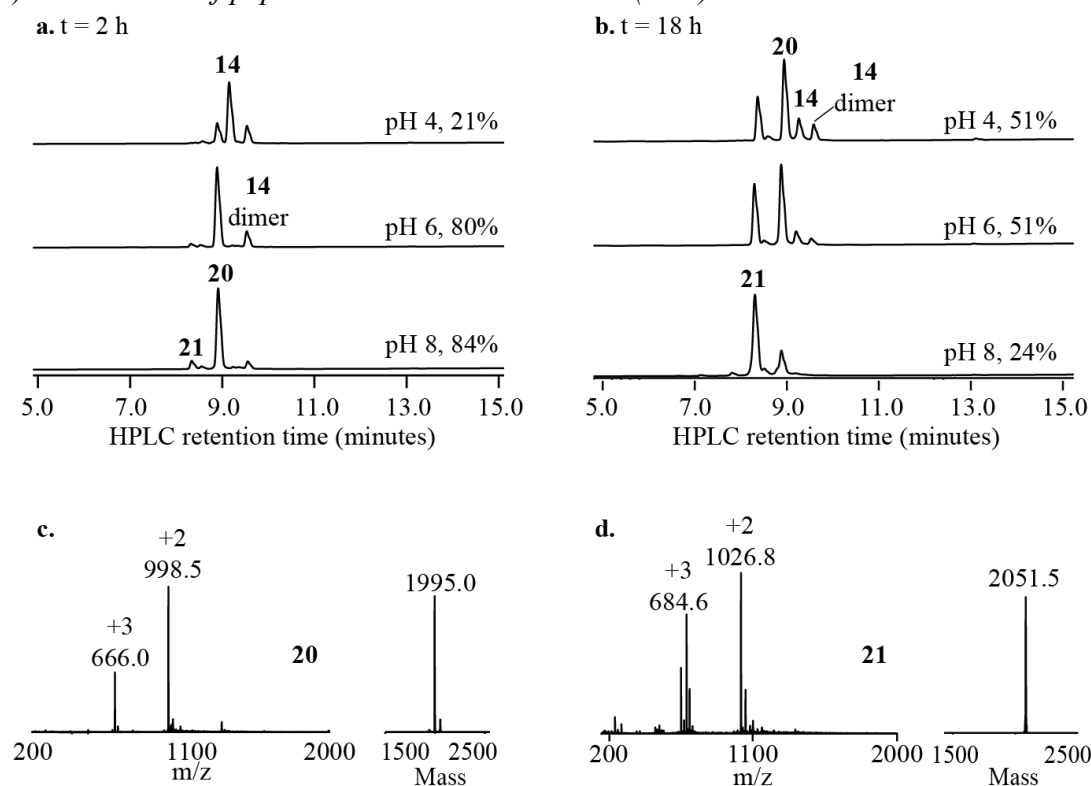 a. t = 2 h
14
pH 4, 21%
14
dimer
pH 6, 80%
20
21
pH 8, 84%
5.0 7.0 9.0 11.0 13.0 15.0
HPLC retention time (minutes)
b. t = 18 h
20
14
14
dimer
pH 4, 51%
pH 6, 51%
21
pH 8, 24%
5.0 7.0 9.0 11.0 13.0 15.0
HPLC retention time (minutes)
c.
+2
998.5
+3
666.0
20
1995.0
200 1100 2000
m/z
1500 2500
Mass
d.
+2
1026.8
+3
684.6
21
2051.5
200 1100 2000
m/z
1500 2500
Mass